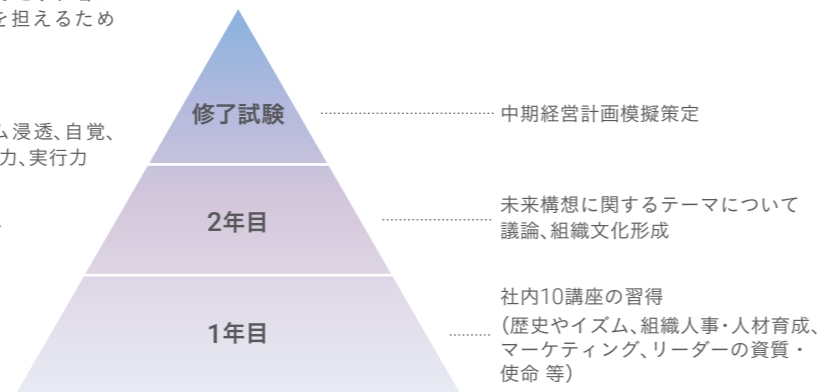 を担えるため
ム浸透、自覚、
力、実行力
修了試験
中期経営計画模擬策定
2年目
未来構想に関するテーマについて
議論、組織文化形成
1年目
社内10講座の習得
（歴史やイズム、組織人事・人材育成、
マーケティング、リーダーの資質・
使命 等）